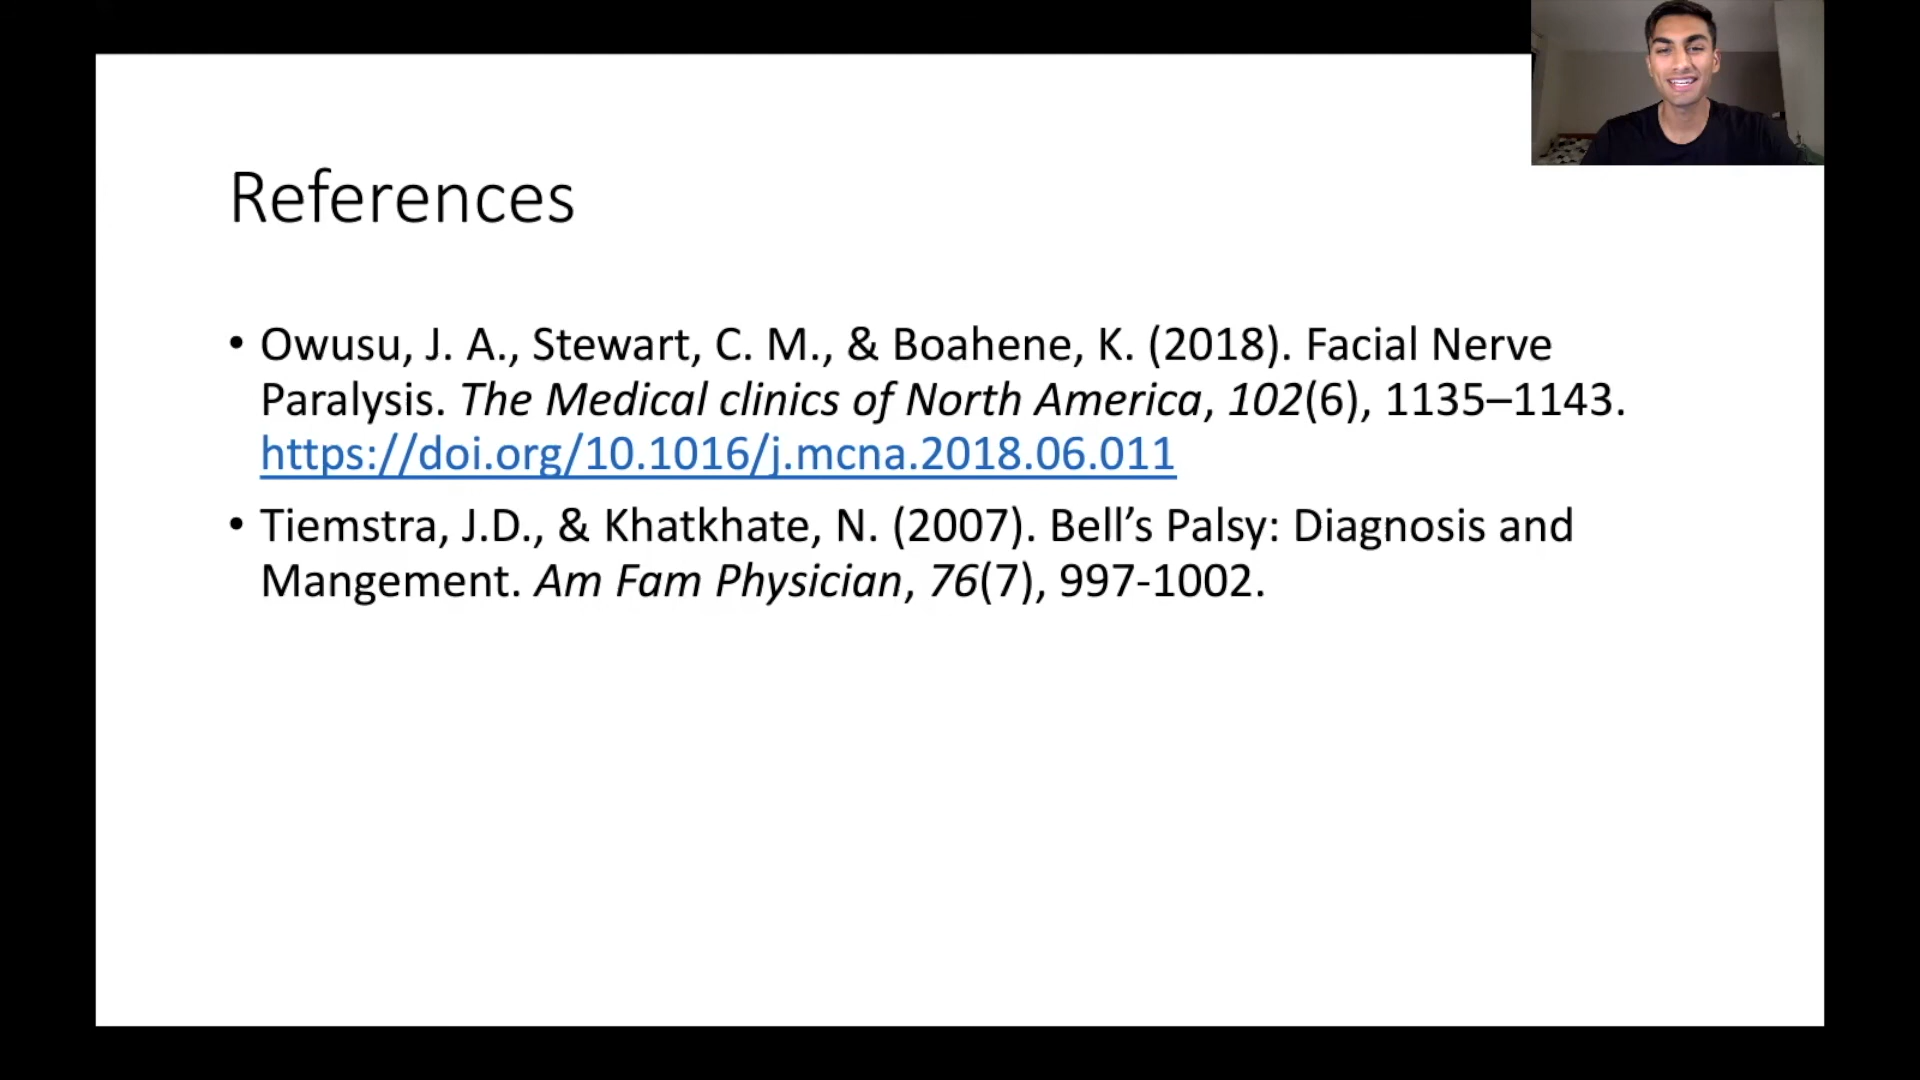 References
• Owusu, J. A., Stewart, C. M., & Boahene, K. (2018). Facial Nerve
Paralysis. The Medical clinics of North America, 102(6), 1135–1143.
https://doi.org/10.1016/j.mcna.2018.06.011
• Tiemstra, J.D., & Khatkhate, N. (2007). Bell’s Palsy: Diagnosis and
Mangement. Am Fam Physician, 76(7), 997-1002.